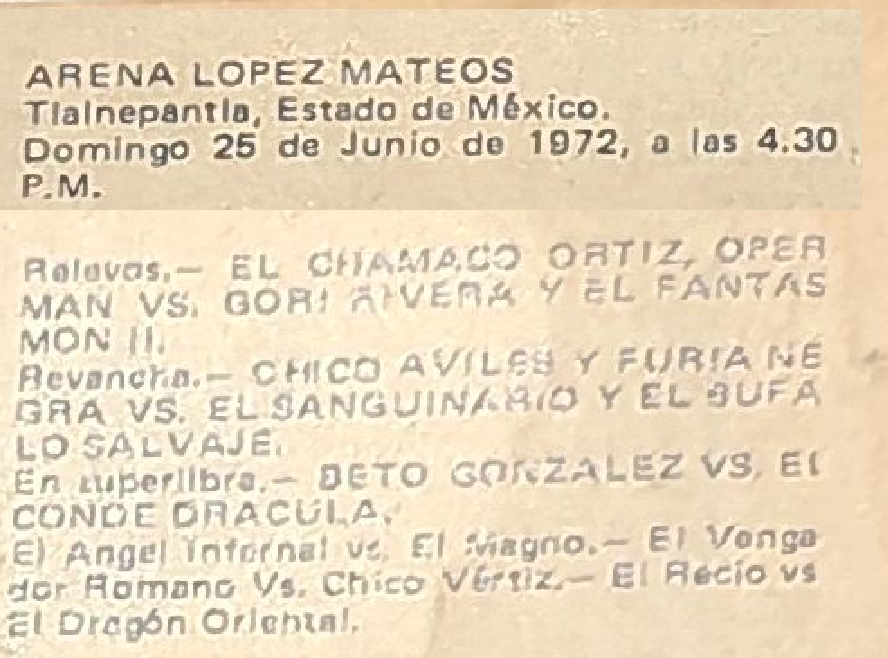 ARENA LOPEZ MATEOS
Tlalnepantla, Estado de México.
Domingo 25 de Junio de 1972, a las 4.30
P.M.
Relevos.— EL CHAMACO ORTIZ, OPER
MAN VS. GORI RIVERA Y EL FANTAS
MON II.
Revancha.— CHICO AVILES Y FURIA NE
GRA VS. EL SANGUINARIO Y EL BUFA
LO SALVAJE.
En superlibre.— BETO GONZALEZ VS. El
CONDE DRACULA.
El Angel Infernal vs. El Magno.— El Venga
dor Romano Vs. Chico Vértiz.— El Recio vs
El Dragón Oriental.